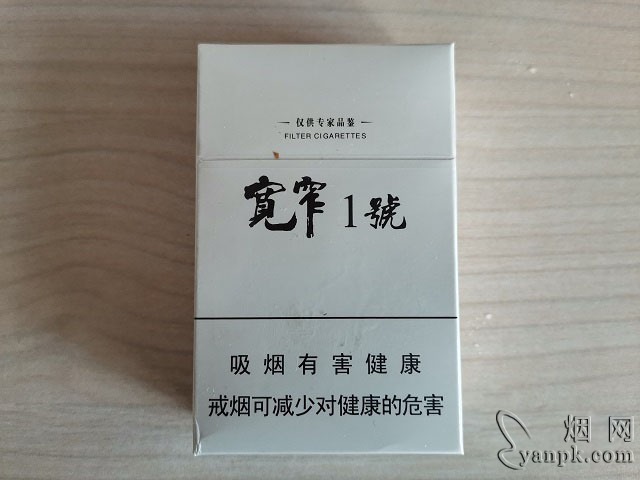 仅供专家品鉴
FILTER CIGARETTES
寬窄1號
吸烟有害健康
戒烟可减少对健康的危害
烟网
yanpk.com